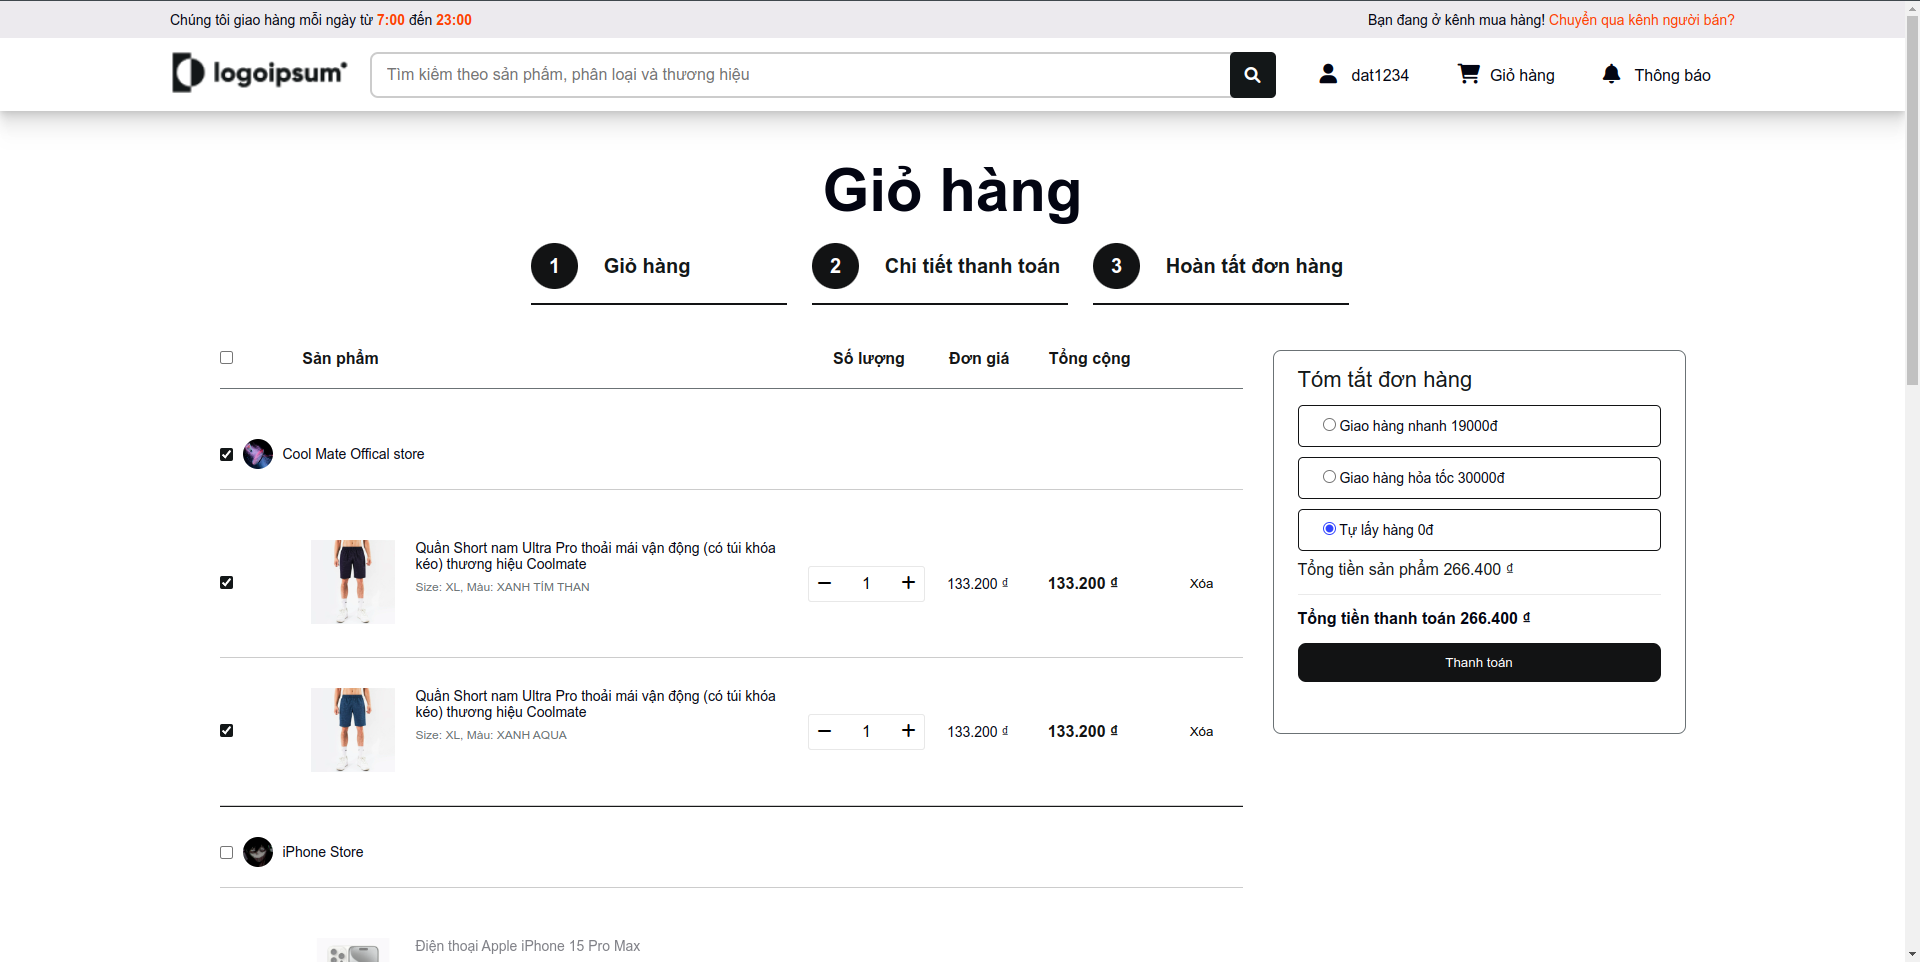 Chúng tôi giao hàng mỗi ngày từ 7:00 đến 23:00
Bạn đang ở kênh mua hàng! Chuyển qua kênh người bán?
logoipsum
Tìm kiếm theo sản phẩm, phân loại và thương hiệu
dat1234
Giỏ hàng
Thông báo
Giỏ hàng
1 Giỏ hàng
2 Chi tiết thanh toán
3 Hoàn tất đơn hàng
Sản phẩm
Số lượng
Đơn giá
Tổng cộng
Cool Mate Offical store
Quần Short nam Ultra Pro thoải mái vận động (có túi khóa
kéo) thương hiệu Coolmate
Size: XL, Màu: XANH TÍM THAN
1
133.200 ₫
133.200 ₫
Xóa
Quần Short nam Ultra Pro thoải mái vận động (có túi khóa
kéo) thương hiệu Coolmate
Size: XL, Màu: XANH AQUA
1
133.200 ₫
133.200 ₫
Xóa
iPhone Store
Điện thoại Apple iPhone 15 Pro Max
Tóm tắt đơn hàng
Giao hàng nhanh 19000đ
Giao hàng hỏa tốc 30000đ
Tự lấy hàng 0đ
Tổng tiền sản phẩm 266.400 ₫
Tổng tiền thanh toán 266.400 ₫
Thanh toán